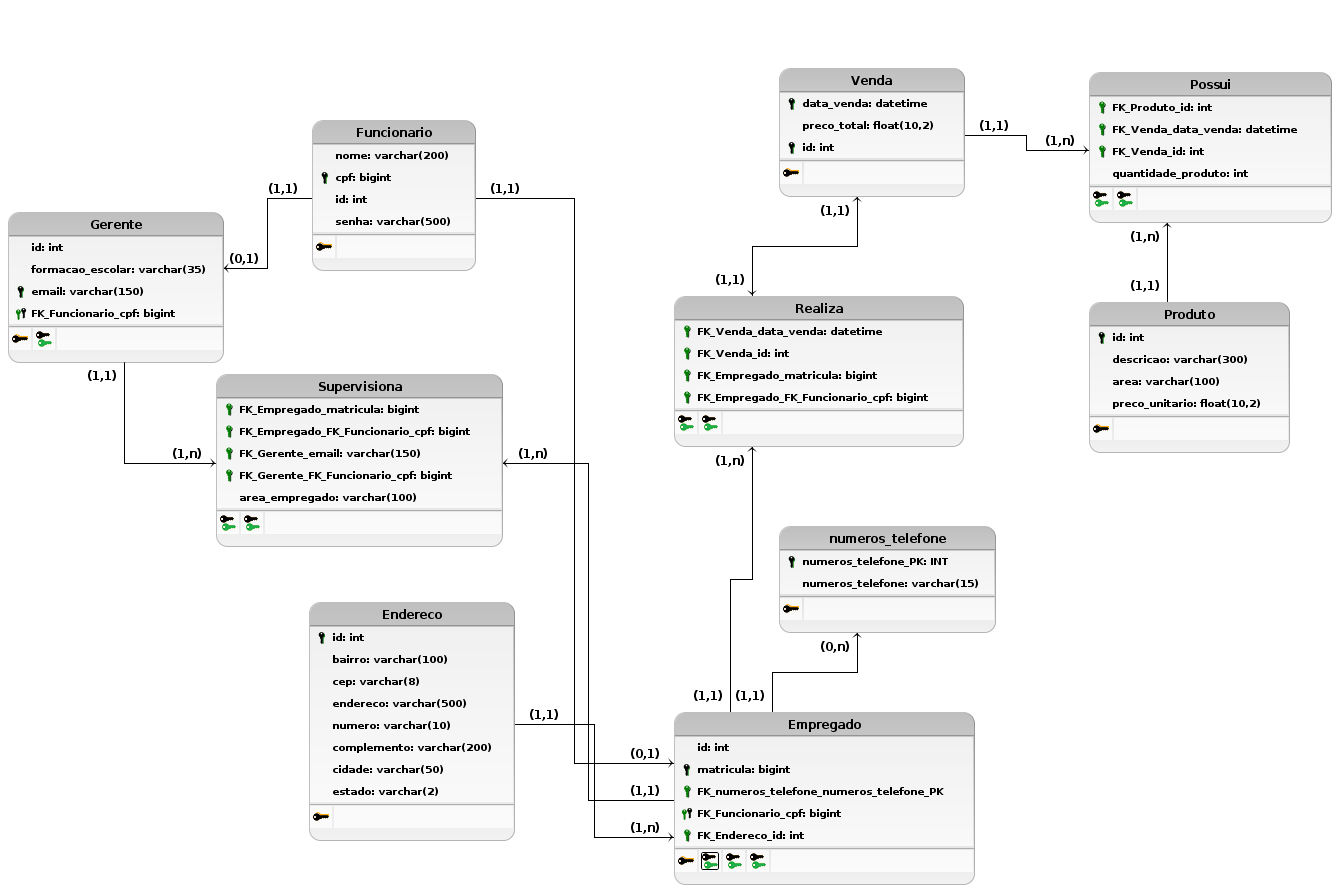 Venda
data_venda: datetime
preco_total: float(10,2)
id: int
(1,1)
(1,n)
Possui
FK_Produto_id: int
FK_Venda_data_venda: datetime
FK_Venda_id: int
quantidade_produto: int
Funcionario
nome: varchar(200)
cpf: bigint
id: int
senha: varchar(500)
(1,1)
(1,1)
(0,1)
Gerente
id: int
formacao_escolar: varchar(35)
email: varchar(150)
FK_Funcionario_cpf: bigint
(1,1)
(1,1)
(1,n)
(1,1)
Realiza
FK_Venda_data_venda: datetime
FK_Venda_id: int
FK_Empregado_matricula: bigint
FK_Empregado_FK_Funcionario_cpf: bigint
Produto
id: int
descricao: varchar(300)
area: varchar(100)
preco_unitario: float(10,2)
(1,1)
(1,n)
Supervisiona
FK_Empregado_matricula: bigint
FK_Empregado_FK_Funcionario_cpf: bigint
FK_Gerente_email: varchar(150)
FK_Gerente_FK_Funcionario_cpf: bigint
area_empregado: varchar(100)
(1,n)
(1,n)
numeros_telefone
numeros_telefone_PK: INT
numeros_telefone: varchar(15)
(0,n)
Endereco
id: int
bairro: varchar(100)
cep: varchar(8)
endereco: varchar(500)
numero: varchar(10)
complemento: varchar(200)
cidade: varchar(50)
estado: varchar(2)
(1,1)
(1,1)
(1,1)
(0,1)
(1,1)
(1,n)
Empregado
id: int
matricula: bigint
FK_numeros_telefone_numeros_telefone_PK
FK_Funcionario_cpf: bigint
FK_Endereco_id: int